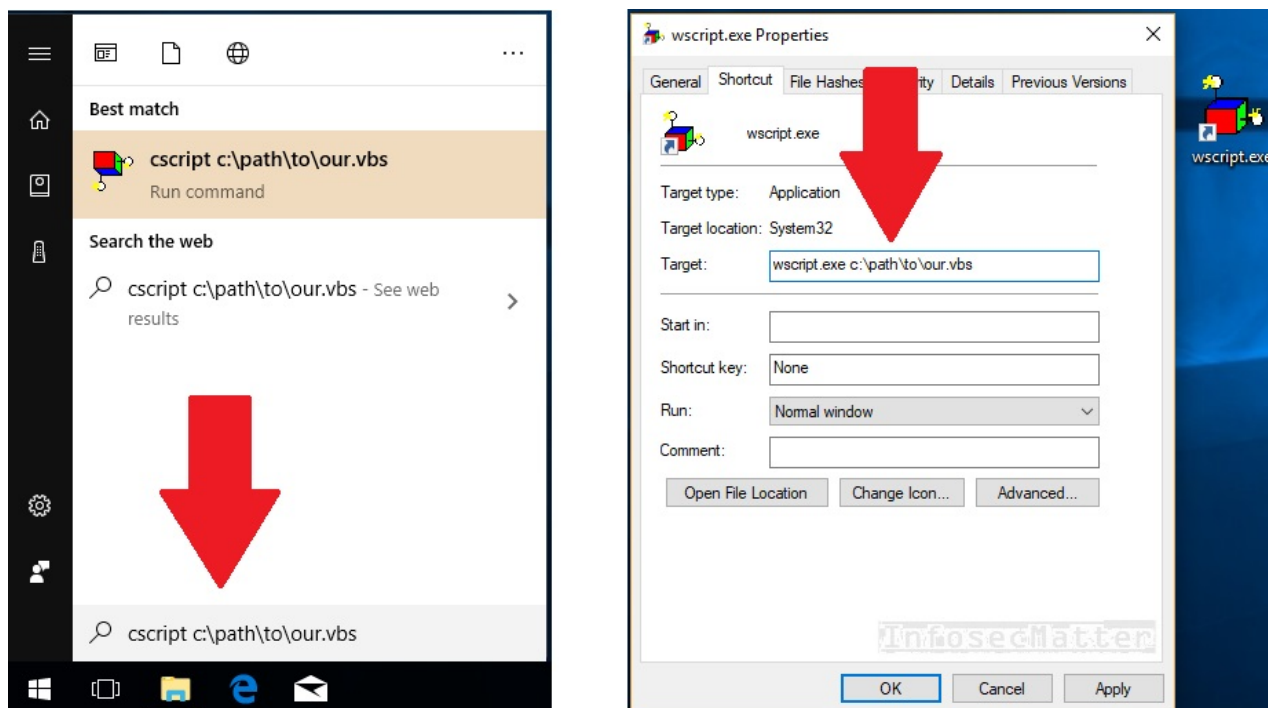 Best match
cscript c:\path\to\our.vbs
Run command
Search the web
cscript c:\path\to\our.vbs - See web
results
cscript c:\path\to\our.vbs
wscript.exe Properties
General Shortcut File Hashes Details Previous Versions
wscript.exe
Target type: Application
Target location: System32
Target: wscript.exe c:\path\to\our.vbs
Start in:
Shortcut key: None
Run: Normal window
Comment:
Open File Location Change Icon... Advanced...
InfosecMatter
OK Cancel Apply
wscript.exe